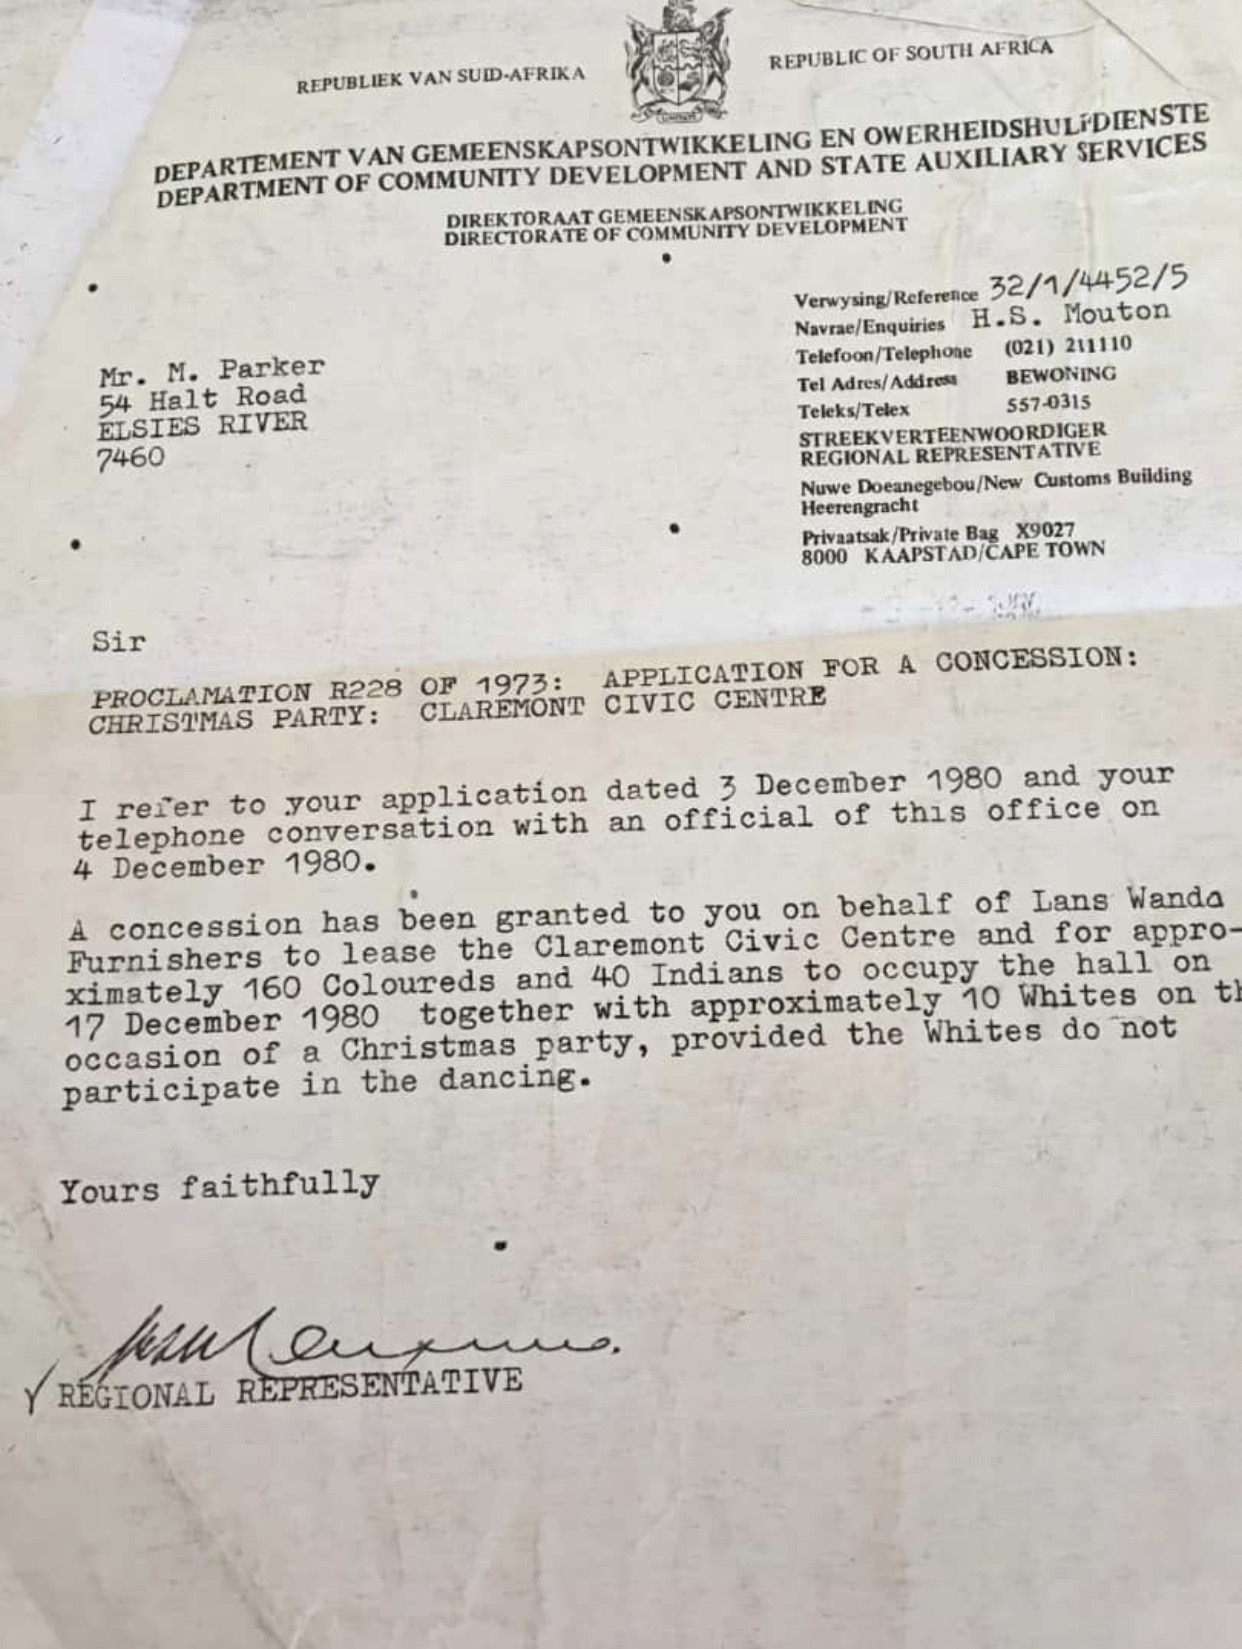 REPUBLIEK VAN SUID-AFRIKA
REPUBLIC OF SOUTH AFRICA
DEPARTEMENT VAN GEMEENSKAPSONTWIKKELING EN OWERHEIDSHULPDIENSTE
DEPARTMENT OF COMMUNITY DEVELOPMENT AND STATE AUXILIARY SERVICES
DIREKTORAAT GEMEENSKAPSONTWIKKELING
DIRECTORATE OF COMMUNITY DEVELOPMENT
Verwysing/Reference 32/1/4452/5
Navrae/Enquiries H.S. Mouton
Telefoon/Telephone (021) 211110
Tel Adres/Address BEWONING
Teleks/Telex 557-0315
STREEKVERTEENWOORDIGER
REGIONAL REPRESENTATIVE
Nuwe Doeanegebou/New Customs Building
Heerengracht
Privaatsak/Private Bag X9027
8000 KAAPSTAD/CAPE TOWN
Mr. M. Parker
54 Halt Road
ELSIES RIVER
7460
Sir
PROCLAMATION R228 OF 1973: APPLICATION FOR A CONCESSION:
CHRISTMAS PARTY: CLAREMONT CIVIC CENTRE
I refer to your application dated 3 December 1980 and your
telephone conversation with an official of this office on
4 December 1980.
A concession has been granted to you on behalf of Lans Wanda
Furnishers to lease the Claremont Civic Centre and for appro-
ximately 160 Coloureds and 40 Indians to occupy the hall on
17 December 1980 together with approximately 10 Whites on th
occasion of a Christmas party, provided the Whites do not
participate in the dancing.
Yours faithfully
REGIONAL REPRESENTATIVE